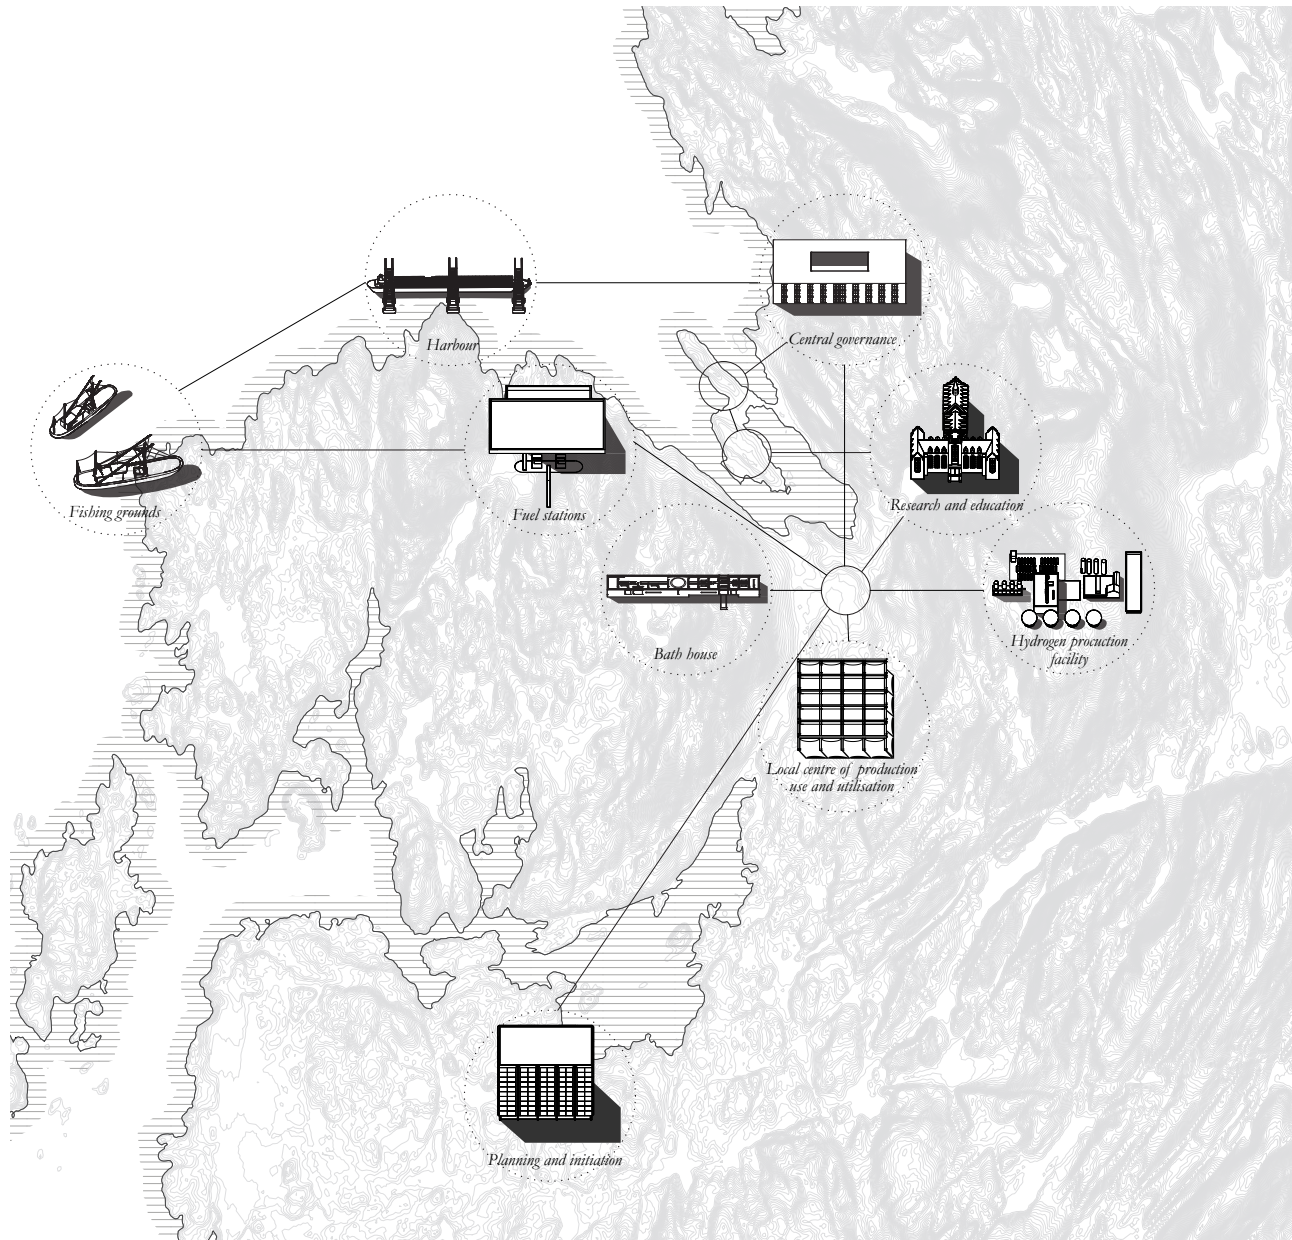 Central governance
Harbour
Research and education
Fishing grounds
Fuel stations
Hydrogen procuction
facility
Bath house
Local centre of production
use and utilisation
Planning and initiation